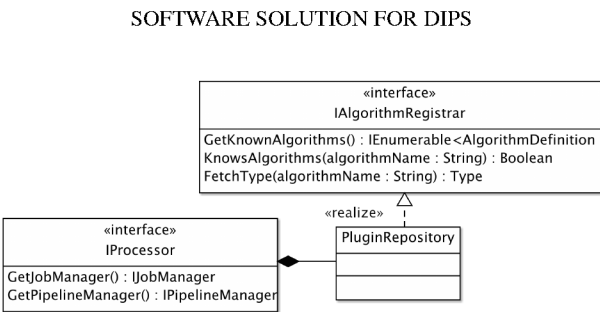 SOFTWARE SOLUTION FOR DIPS
«interface»
IAlgorithmRegistrar
GetKnownAlgorithms() : IEnumerable<AlgorithmDefinition
KnowsAlgorithms(algorithmName : String) : Boolean
FetchType(algorithmName : String) : Type
«realize»
«interface»
IProcessor
GetJobManager() : IJobManager
GetPipelineManager() : IPipelineManager
PluginRepository